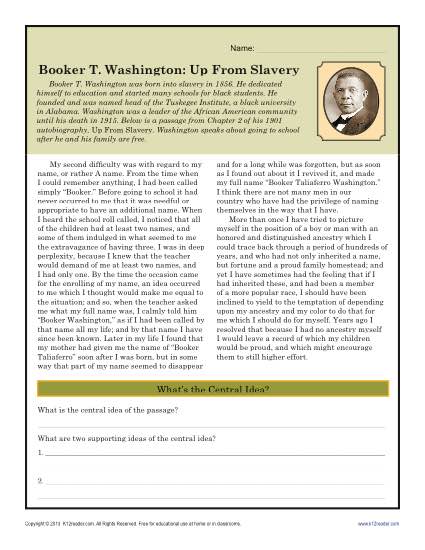 Name:
Booker T. Washington: Up From Slavery
Booker T. Washington was born into slavery in 1856. He dedicated
himself to education and started many schools for black students. He
founded and was named head of the Tuskegee Institute, a black university
in Alabama. Washington was a leader of the African American community
until his death in 1915. Below is a passage from Chapter 2 of his 1901
autobiography, Up From Slavery. Washington speaks about going to school
after he and his family are free.
My second difficulty was with regard to my
name, or rather A name. From the time when
I could remember anything, I had been called
simply "Booker." Before going to school it had
never occurred to me that it was needful or
appropriate to have an additional name. When
I heard the school roll called, I noticed that all
of the children had at least two names, and
some of them indulged in what seemed to me
the extravagance of having three. I was in deep
perplexity, because I knew that the teacher
would demand of me at least two names, and
I had only one. By the time the occasion came
for the enrolling of my name, an idea occurred
to me which I thought would make me equal to
the situation; and so, when the teacher asked
me what my full name was, I calmly told him
"Booker Washington," as if I had been called by
that name all my life; and by that name I have
since been known. Later in my life I found that
my mother had given me the name of "Booker
Taliaferro" soon after I was born, but in some
way that part of my name seemed to disappear
and for a long while was forgotten, but as soon
as I found out about it I revived it, and made
my full name "Booker Taliaferro Washington."
I think there are not many men in our
country who have had the privilege of naming
themselves in the way that I have.
More than once I have tried to picture
myself in the position of a boy or man with an
honored and distinguished ancestry which I
could trace back through a period of hundreds of
years, and who had not only inherited a name,
but fortune and a proud family homestead; and
yet I have sometimes had the feeling that if I
had inherited these, and had been a member
of a more popular race, I should have been
inclined to yield to the temptation of depending
upon my ancestry and my color to do that for
me which I should do for myself. Years ago I
resolved that because I had no ancestry myself
I would leave a record of which my children
would be proud, and which might encourage
them to still higher effort.
What's the Central Idea?
What is the central idea of the passage?
What are two supporting ideas of the central idea?
1.
2.
Copyright © 2013 K12reader.com. All Rights Reserved. Free for educational use at home or in classrooms.
www.k12reader.com